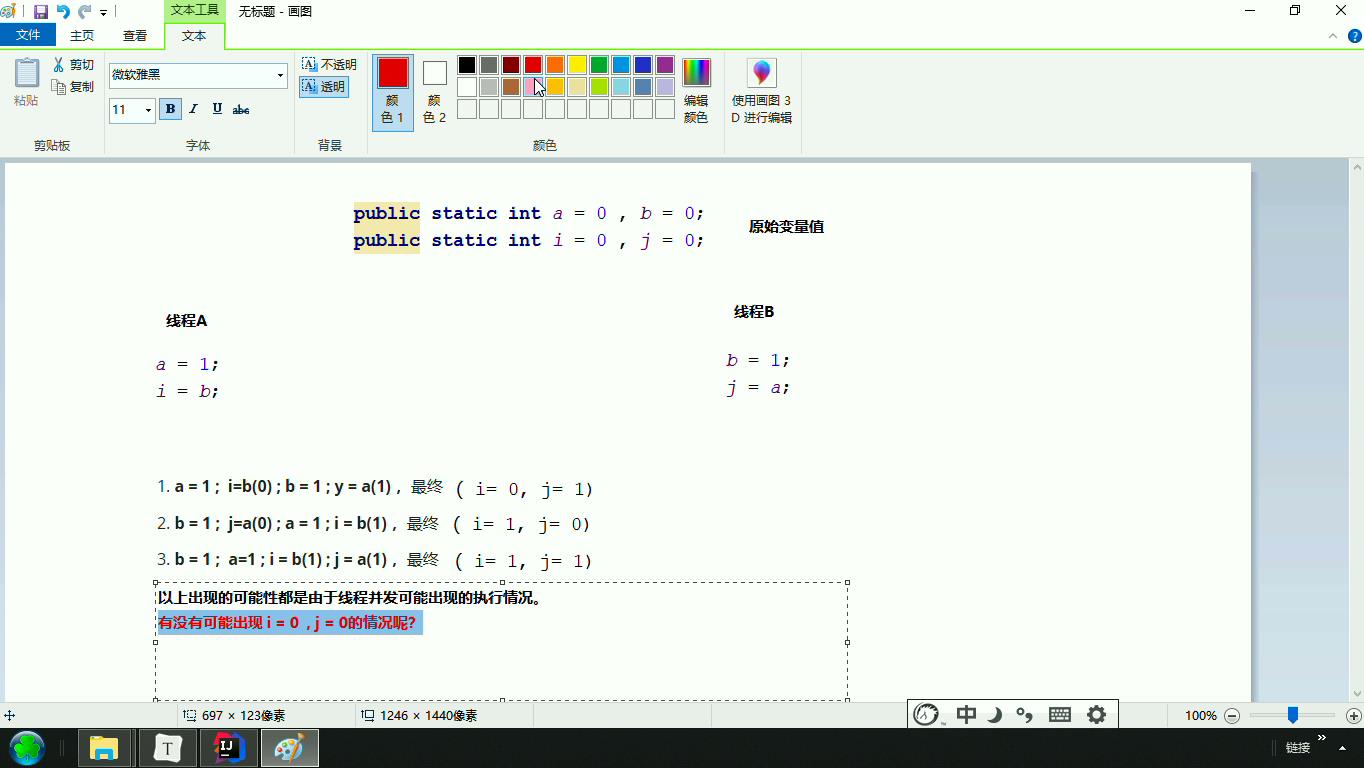 文本工具 无标题 - 画图
文件 主页 查看 文本
粘贴 剪切 复制 剪贴板
微软雅黑
11 B I U abc
字体
不透明
透明
背景
颜色 1 颜色 2
颜色
编辑颜色
使用画图 3D 进行编辑
public static int a = 0 , b = 0;
public static int i = 0 , j = 0;
原始变量值
线程A
线程B
a = 1;
i = b;
b = 1;
j = a;
1. a = 1 ; i=b(0) ; b = 1 ; y = a(1) ，最终 ( i= 0, j= 1)
2. b = 1 ; j=a(0) ; a = 1 ; i = b(1) ，最终 ( i= 1, j= 0)
3. b = 1 ; a=1 ; i = b(1) ; j = a(1) ，最终 ( i= 1, j= 1)
以上出现的可能性都是由于线程并发可能出现的执行情况。
有没有可能出现 i = 0 , j = 0的情况呢?
697 × 123像素 1246 × 1440像素 100%
中
T IJ 链接